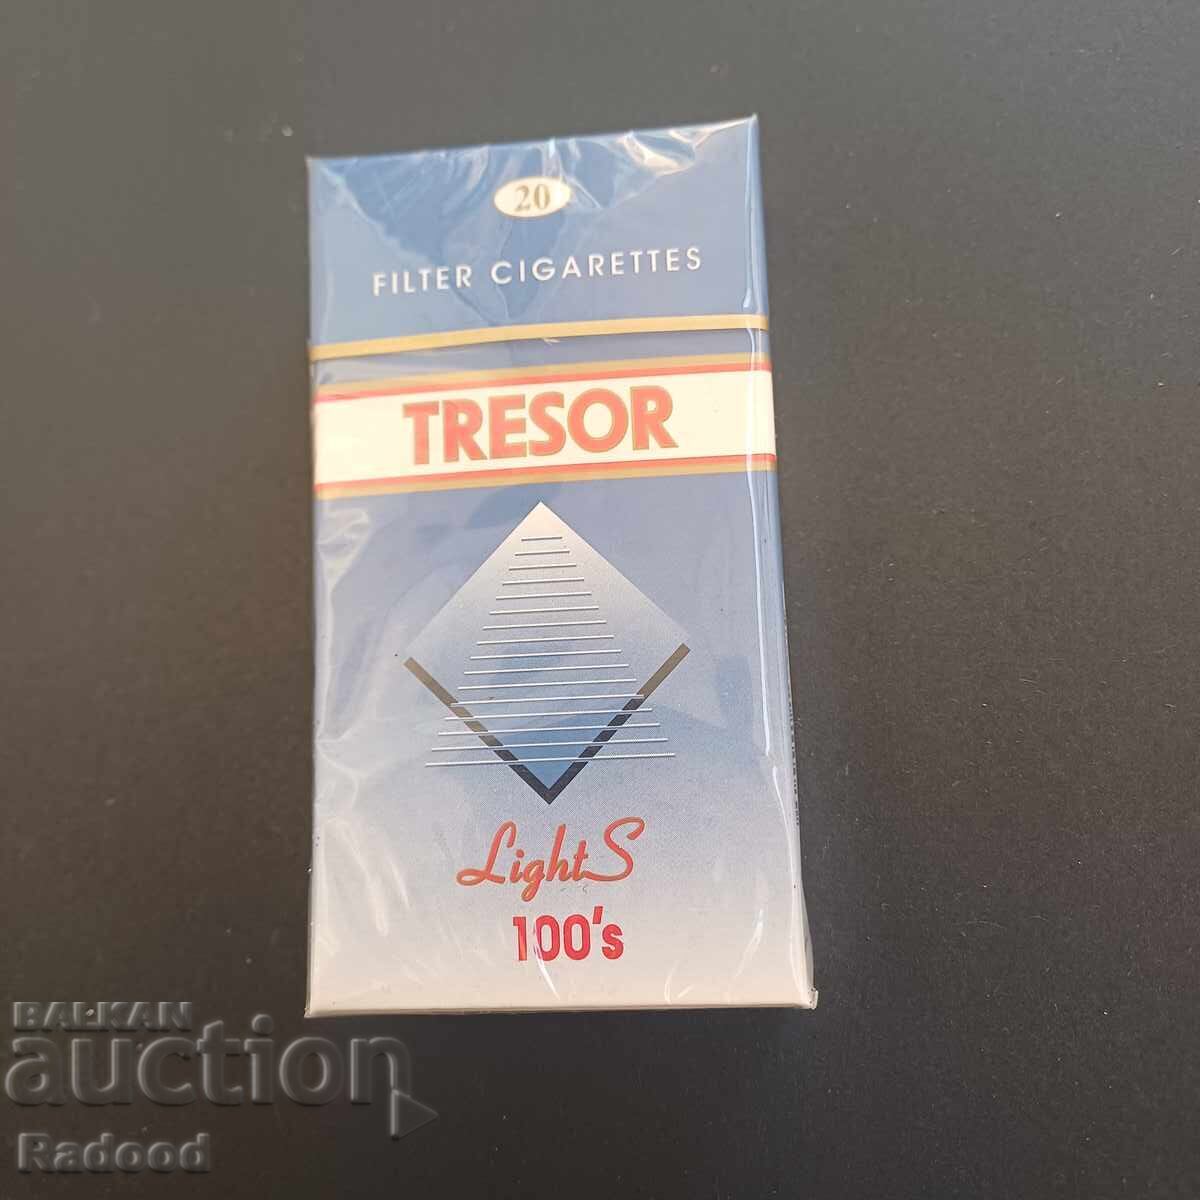 20
FILTER CIGARETTES
TRESOR
LightS
100's
BALKAN
auction
Radood